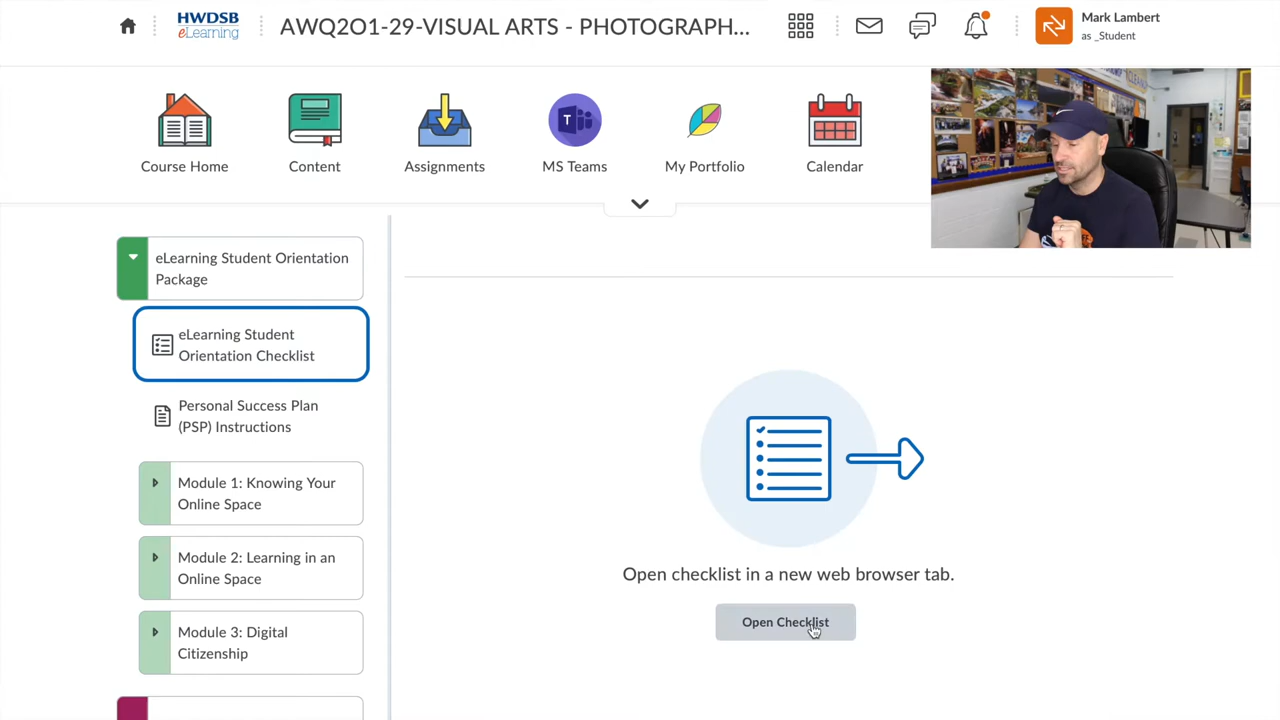 HWDSB
eLearning
AWQ2O1-29-VISUAL ARTS - PHOTOGRAPH...
Mark Lambert
as _Student
Course Home
Content
Assignments
T
MS Teams
My Portfolio
Calendar
eLearning Student Orientation
Package
eLearning Student
Orientation Checklist
Personal Success Plan
(PSP) Instructions
Module 1: Knowing Your
Online Space
Module 2: Learning in an
Online Space
Module 3: Digital
Citizenship
Open checklist in a new web browser tab.
Open Checklist